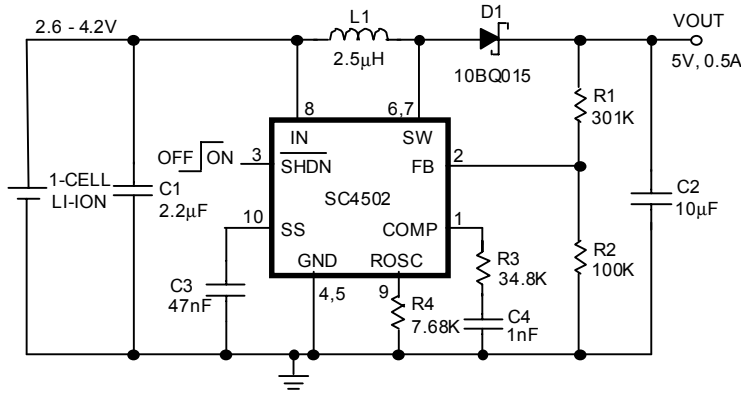 2.6 - 4.2V
L1
2.5μH
D1
10BQ015
VOUT
5V, 0.5A
8
6,7
IN
SW
OFF ON
3
SHDN
FB
2
R1
301K
1-CELL
LI-ION
C1
2.2μF
SC4502
C2
10μF
10
SS
COMP
1
R2
100K
GND
ROSC
R3
34.8K
C3
47nF
4,5
9
R4
7.68K
C4
1nF